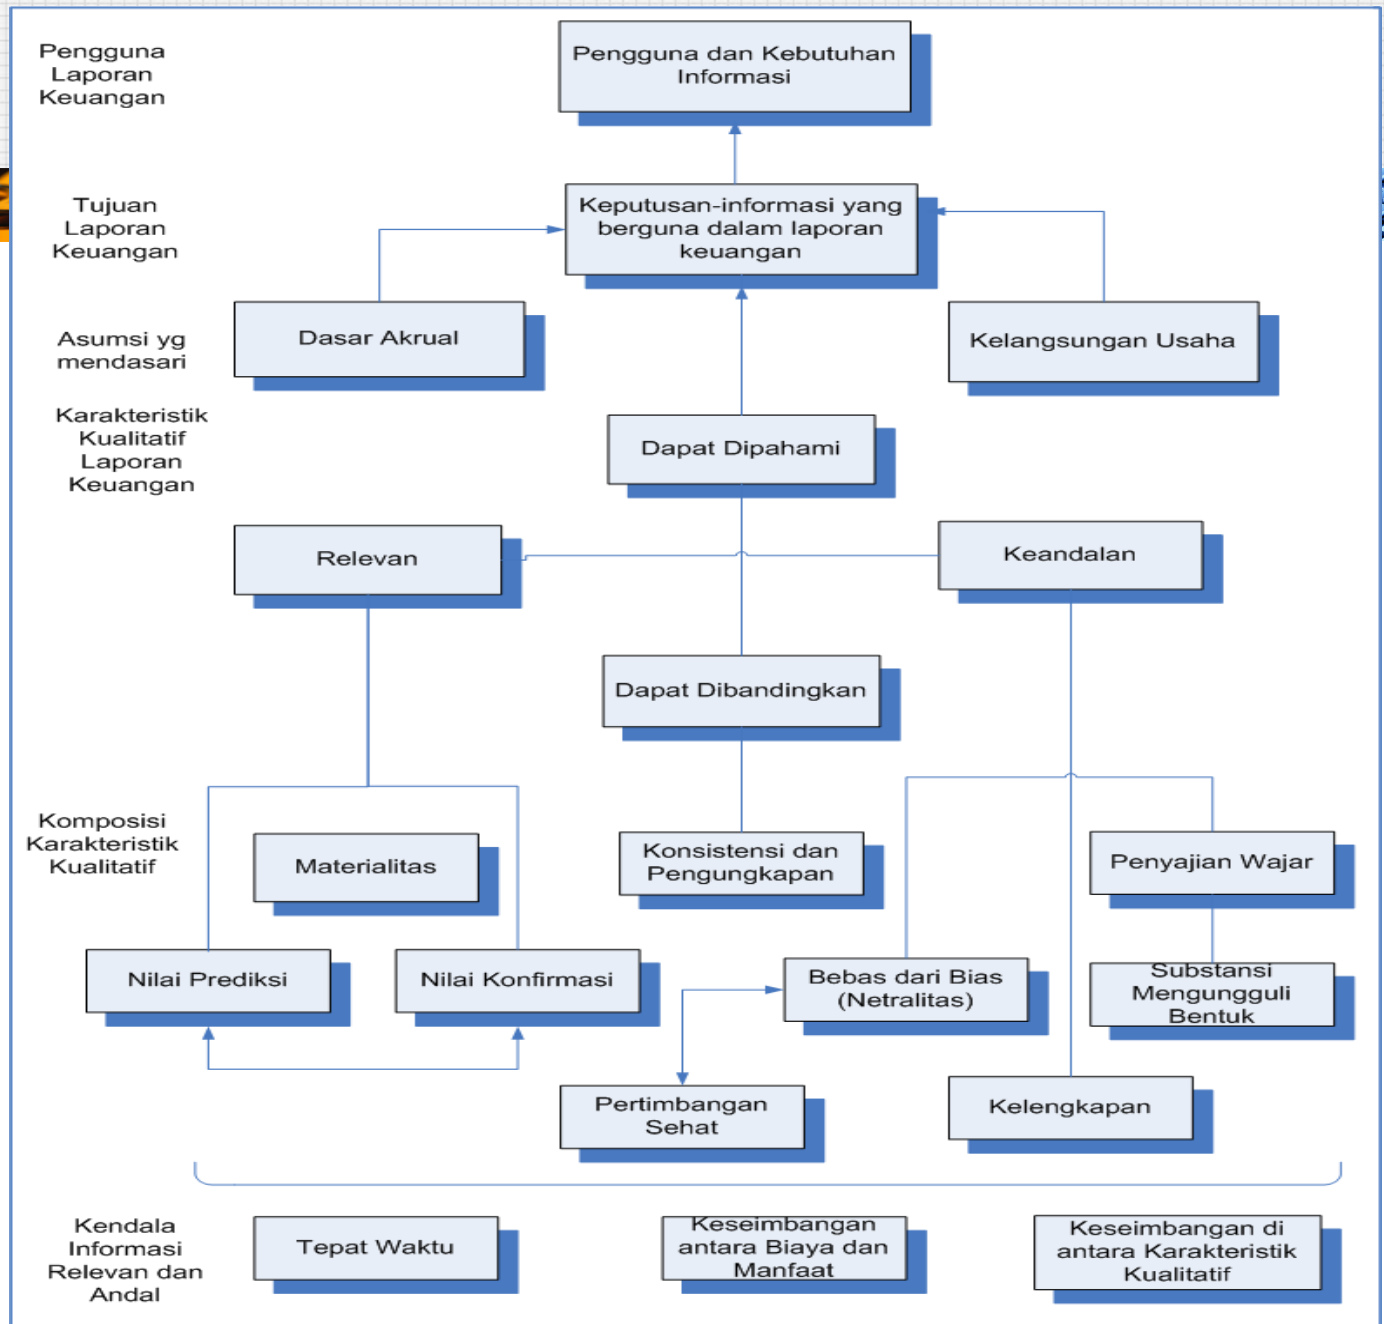 Pengguna
Laporan
Keuangan
Pengguna dan Kebutuhan
Informasi
Tujuan
Laporan
Keuangan
Keputusan-informasi yang
berguna dalam laporan
keuangan
Asumsi yg
mendasari
Dasar Akrual
Kelangsungan Usaha
Karakteristik
Kualitatif
Laporan
Keuangan
Dapat Dipahami
Relevan
Keandalan
Dapat Dibandingkan
Komposisi
Karakteristik
Kualitatif
Materialitas
Konsistensi dan
Pengungkapan
Penyajian Wajar
Nilai Prediksi
Nilai Konfirmasi
Bebas dari Bias
(Netralitas)
Substansi
Mengungguli
Bentuk
Pertimbangan
Sehat
Kelengkapan
Kendala
Informasi
Relevan dan
Andal
Tepat Waktu
Keseimbangan
antara Biaya dan
Manfaat
Keseimbangan di
antara Karakteristik
Kualitatif